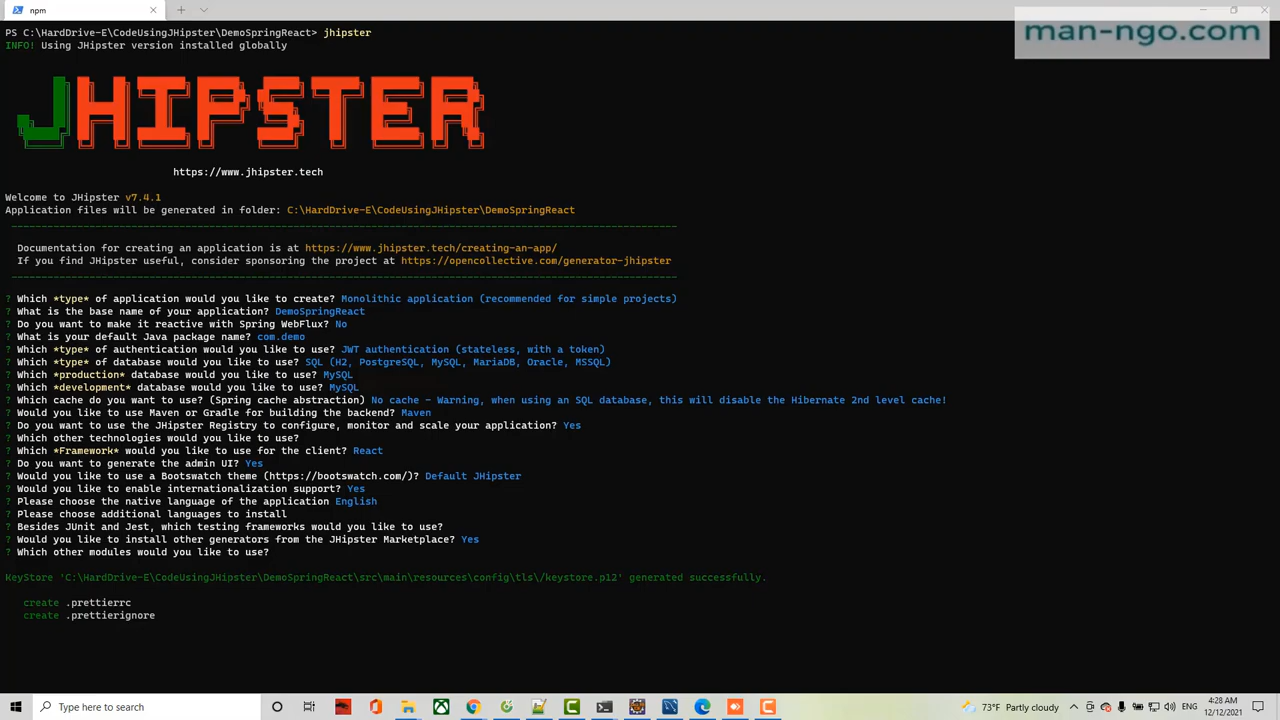 npm
man-ngo.com
PS C:\HardDrive-E\CodeUsingJHipster\DemoSpringReact> jhipster
INFO! Using JHipster version installed globally
JHIPSTER
https://www.jhipster.tech
Welcome to JHipster v7.4.1
Application files will be generated in folder: C:\HardDrive-E\CodeUsingJHipster\DemoSpringReact
Documentation for creating an application is at https://www.jhipster.tech/creating-an-app/
If you find JHipster useful, consider sponsoring the project at https://opencollective.com/generator-jhipster
? Which *type* of application would you like to create? Monolithic application (recommended for simple projects)
? What is the base name of your application? DemoSpringReact
? Do you want to make it reactive with Spring WebFlux? No
? What is your default Java package name? com.demo
? Which *type* of authentication would you like to use? JWT authentication (stateless, with a token)
? Which *type* of database would you like to use? SQL (H2, PostgreSQL, MySQL, MariaDB, Oracle, MSSQL)
? Which *production* database would you like to use? MySQL
? Which *development* database would you like to use? MySQL
? Which cache do you want to use? (Spring cache abstraction) No cache - Warning, when using an SQL database, this will disable the Hibernate 2nd level cache!
? Would you like to use Maven or Gradle for building the backend? Maven
? Do you want to use the JHipster Registry to configure, monitor and scale your application? Yes
? Which other technologies would you like to use?
? Which *Framework* would you like to use for the client? React
? Do you want to generate the admin UI? Yes
? Would you like to use a Bootswatch theme (https://bootswatch.com/)? Default JHipster
? Would you like to enable internationalization support? Yes
? Please choose the native language of the application English
? Please choose additional languages to install
? Besides JUnit and Jest, which testing frameworks would you like to use?
? Would you like to install other generators from the JHipster Marketplace? Yes
? Which other modules would you like to use?
KeyStore 'C:\HardDrive-E\CodeUsingJHipster\DemoSpringReact\src\main\resources\config\tls\/keystore.p12' generated successfully.
create .prettierrc
create .prettierignore
Type here to search
73°F Partly cloudy
ENG
4:28 AM
12/12/2021